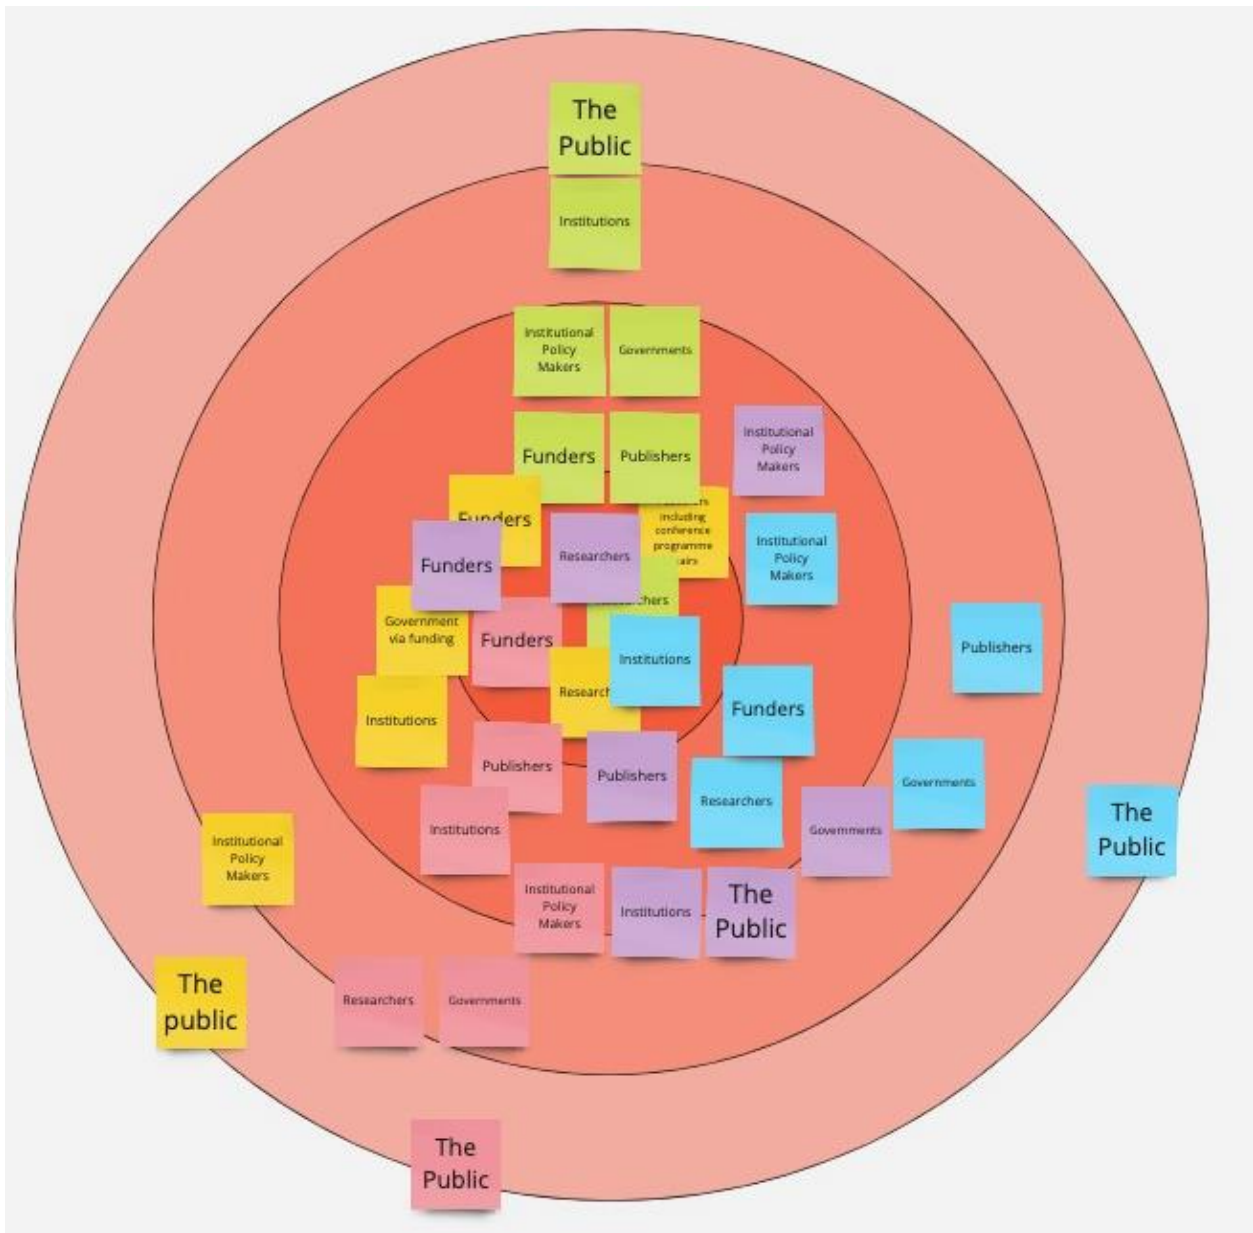 The
Public
Institutions
Institutional
Policy
Makers
Governments
Funders
Publishers
Institutional
Policy
Makers
Funders
including
conference
programme
Funders
Researchers
Institutional
Policy
Makers
Government
via funding
Funders
Institutions
Publishers
Institutions
Funders
Publishers
Publishers
Researchers
Governments
Governments
Institutions
Institutional
Policy
Makers
The
Public
Institutional
Policy
Makers
Institutions
The
Public
The
public
Researchers
Governments
The
Public